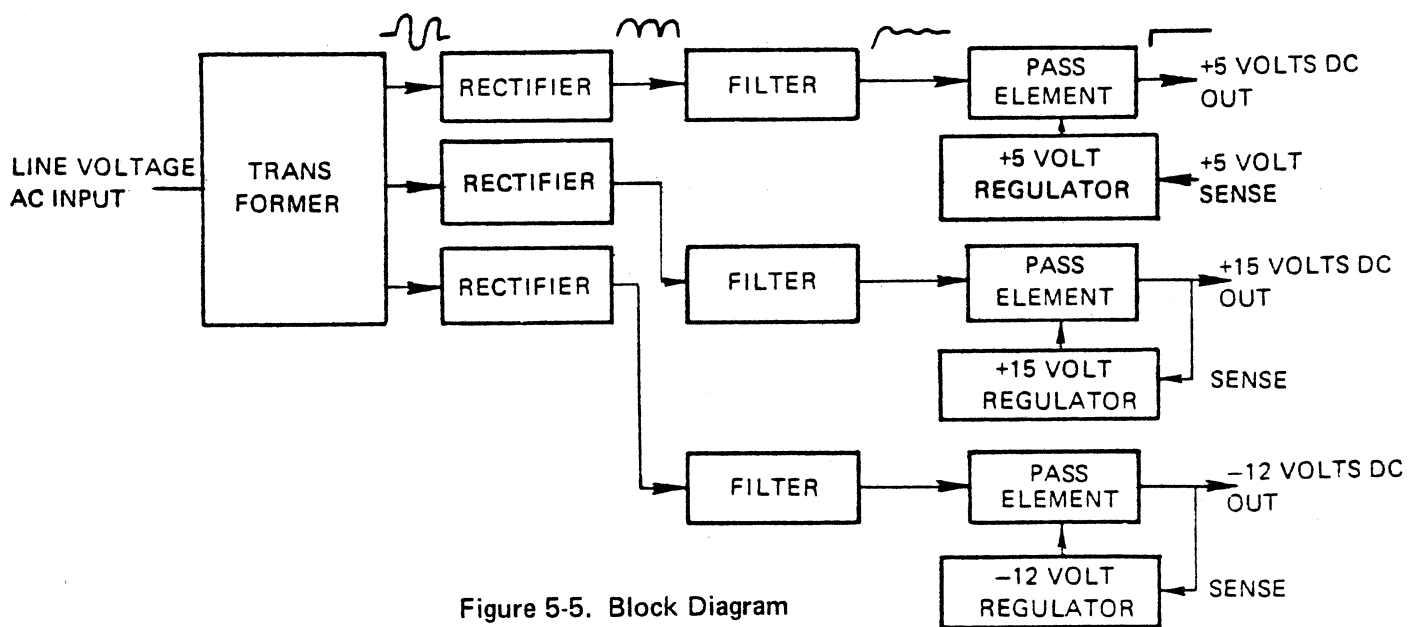 LINE VOLTAGE
AC INPUT
TRANS
FORMER
RECTIFIER
FILTER
PASS
ELEMENT
+5 VOLTS DC
OUT
+5 VOLT
REGULATOR
+5 VOLT
SENSE
RECTIFIER
FILTER
PASS
ELEMENT
+15 VOLTS DC
OUT
+15 VOLT
REGULATOR
SENSE
RECTIFIER
FILTER
PASS
ELEMENT
−12 VOLTS DC
OUT
−12 VOLT
REGULATOR
SENSE
Figure 5-5. Block Diagram